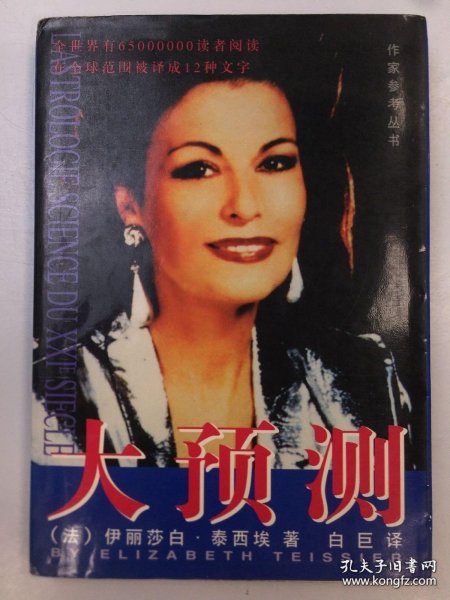 全世界有65000000读者阅读
在全球范围被译成12种文字
作家参考丛书
L'ASTROLOGIE SCIENCE DU XXIᵉ SIECLE
大预测
(法) 伊丽莎白·泰西埃 著 白巨 译
BY ELIZABETH TEISSIER
孔夫子旧书网
www.kongfz.com